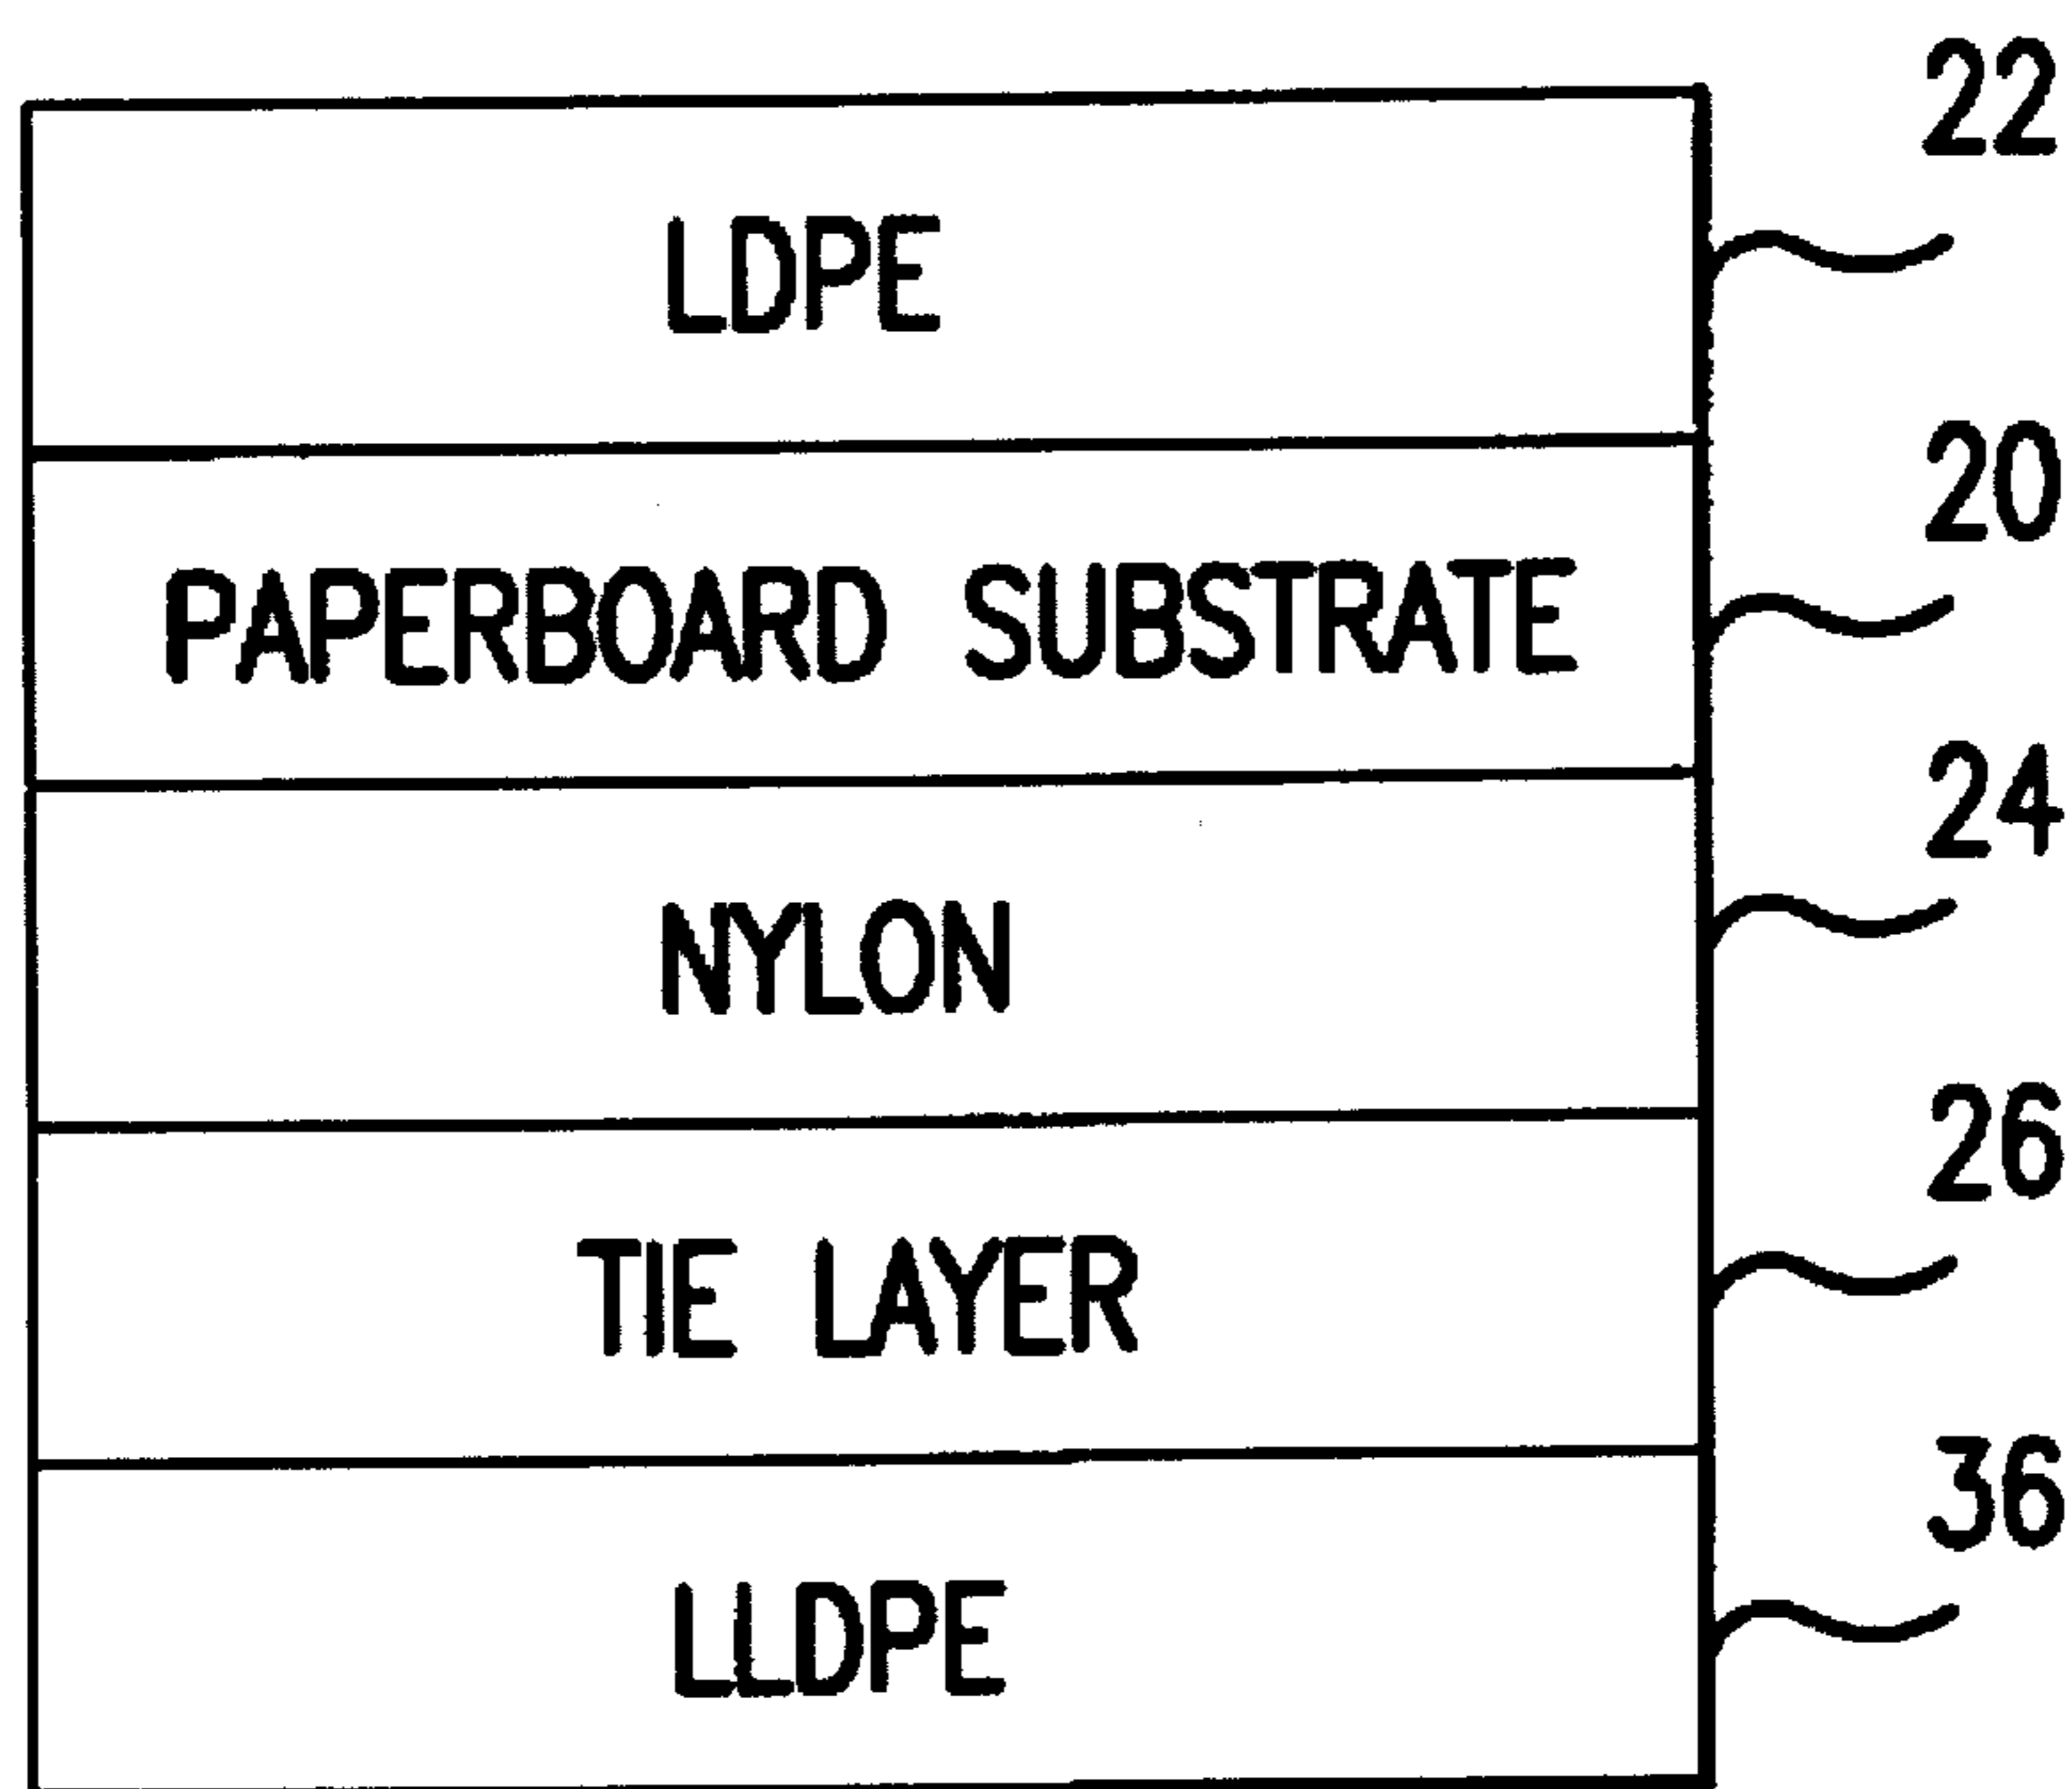 22
LDPE
20
PAPERBOARD SUBSTRATE
24
NYLON
26
TIE LAYER
36
LLDPE